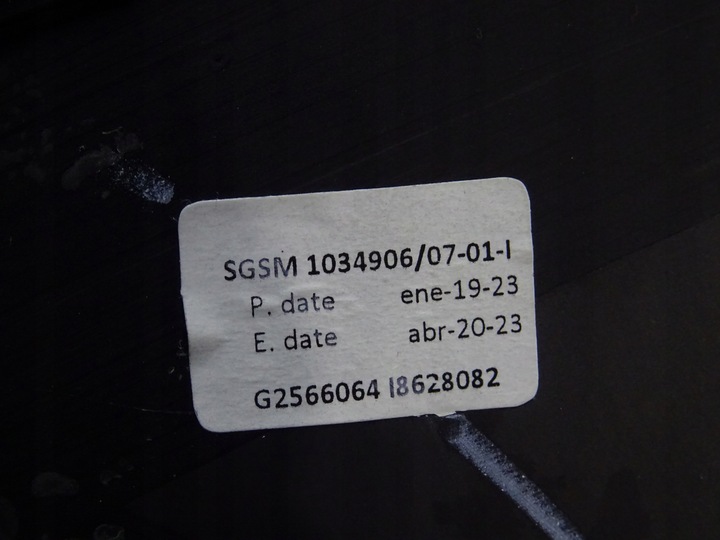 SGSM 1034906/07-01-I
P. date ene-19-23
E. date abr-20-23
G2566064 I8628082